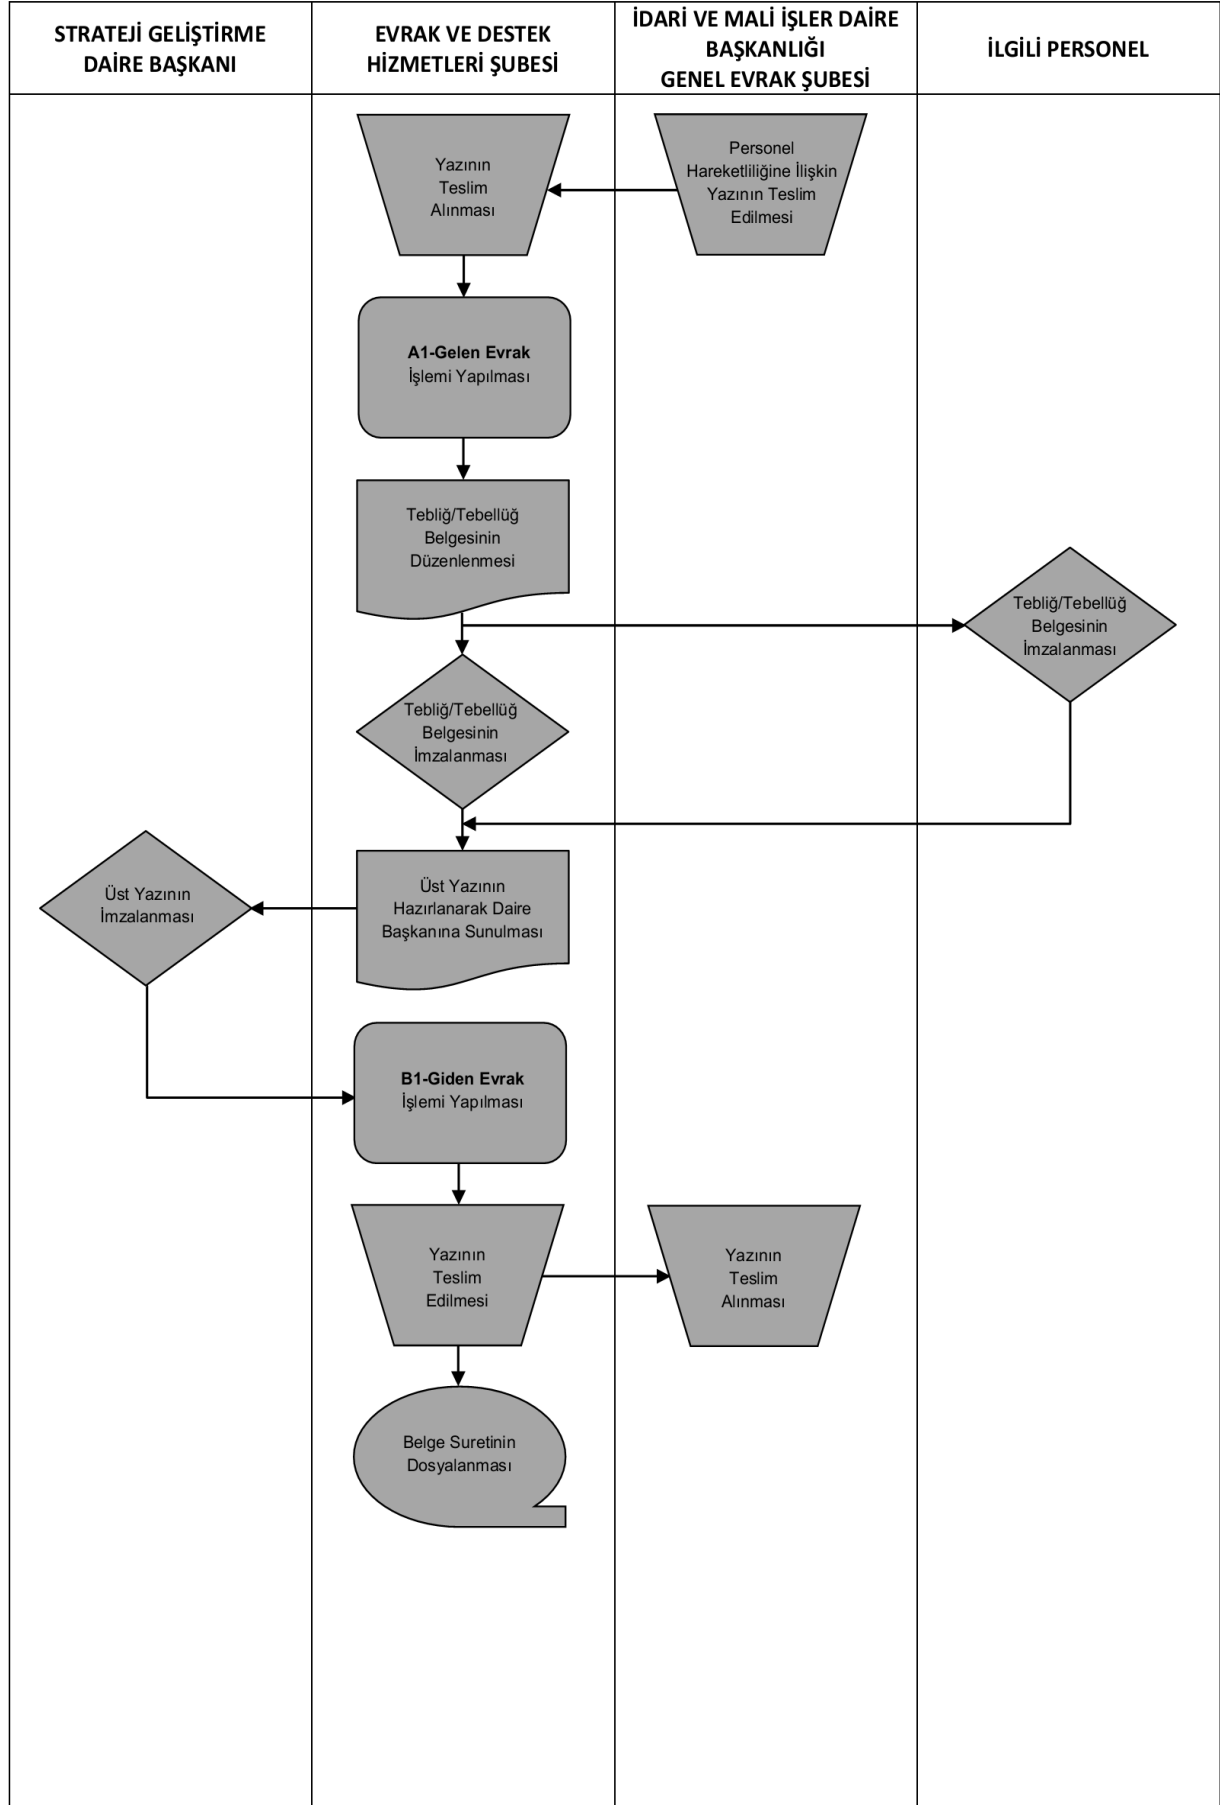 STRATEJİ GELİŞTİRME
DAİRE BAŞKANI
EVRAK VE DESTEK
HİZMETLERİ ŞUBESİ
İDARİ VE MALİ İŞLER DAİRE
BAŞKANLIĞI
GENEL EVRAK ŞUBESİ
İLGİLİ PERSONEL
Personel
Hareketliliğine İlişkin
Yazının Teslim
Edilmesi
Yazının
Teslim
Alınması
A1-Gelen Evrak
İşlemi Yapılması
Tebliğ/Tebellüğ
Belgesinin
Düzenlenmesi
Tebliğ/Tebellüğ
Belgesinin
İmzalanması
Tebliğ/Tebellüğ
Belgesinin
İmzalanması
Üst Yazının
Hazırlanarak Daire
Başkanına Sunulması
Üst Yazının
İmzalanması
B1-Giden Evrak
İşlemi Yapılması
Yazının
Teslim
Edilmesi
Yazının
Teslim
Alınması
Belge Suretinin
Dosyalanması